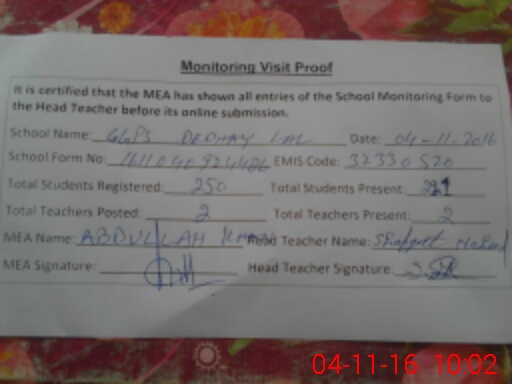 Monitoring Visit Proof
It is certified that the MEA has shown all entries of the School Monitoring Form to
the Head Teacher before its online submission.
School Name: GGPS DEDHAY LAL Date: 04-11-2016
School Form No: EMIS Code: 32330520
Total Students Registered: 250 Total Students Present: 221
Total Teachers Posted: 2 Total Teachers Present: 2
MEA Name: ABDULLAH KHAN Head Teacher Name:
MEA Signature: Head Teacher Signature:
04-11-16 10:02